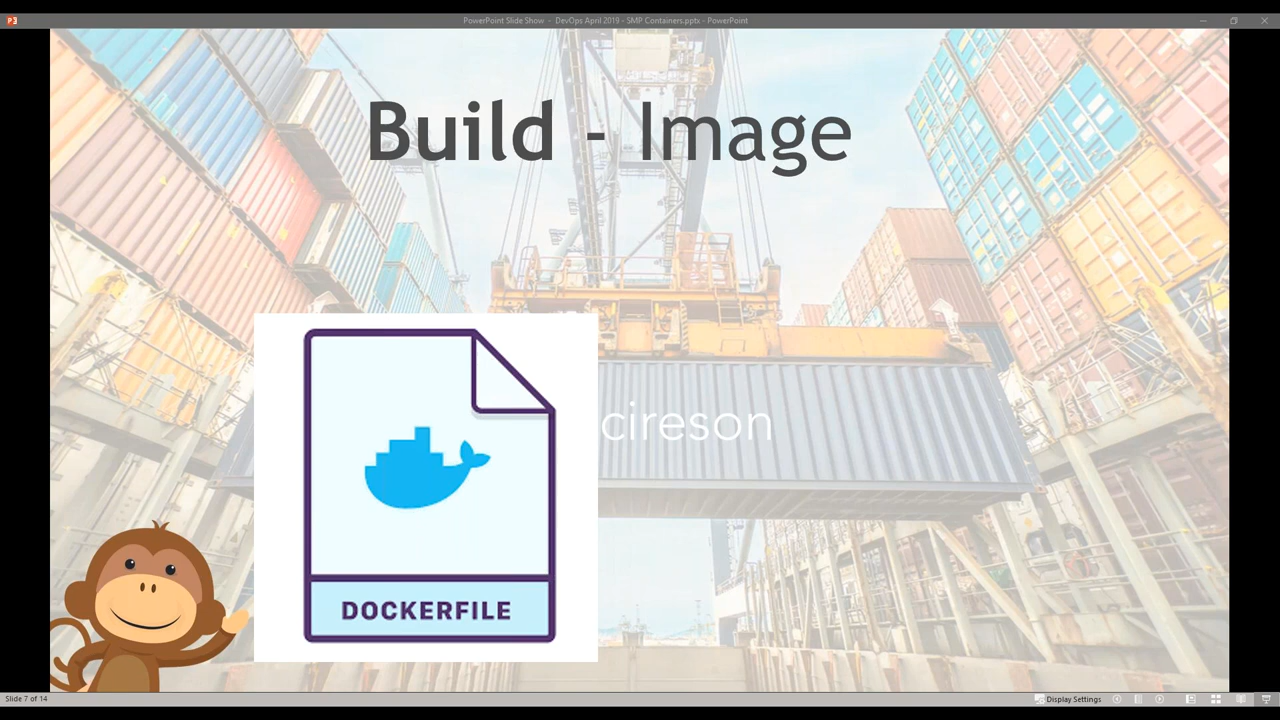 PowerPoint Slide Show - DevOps April 2019 - SMP Containers.pptx - PowerPoint
Build - Image
cireson
DOCKERFILE
Slide 7 of 14
Display Settings